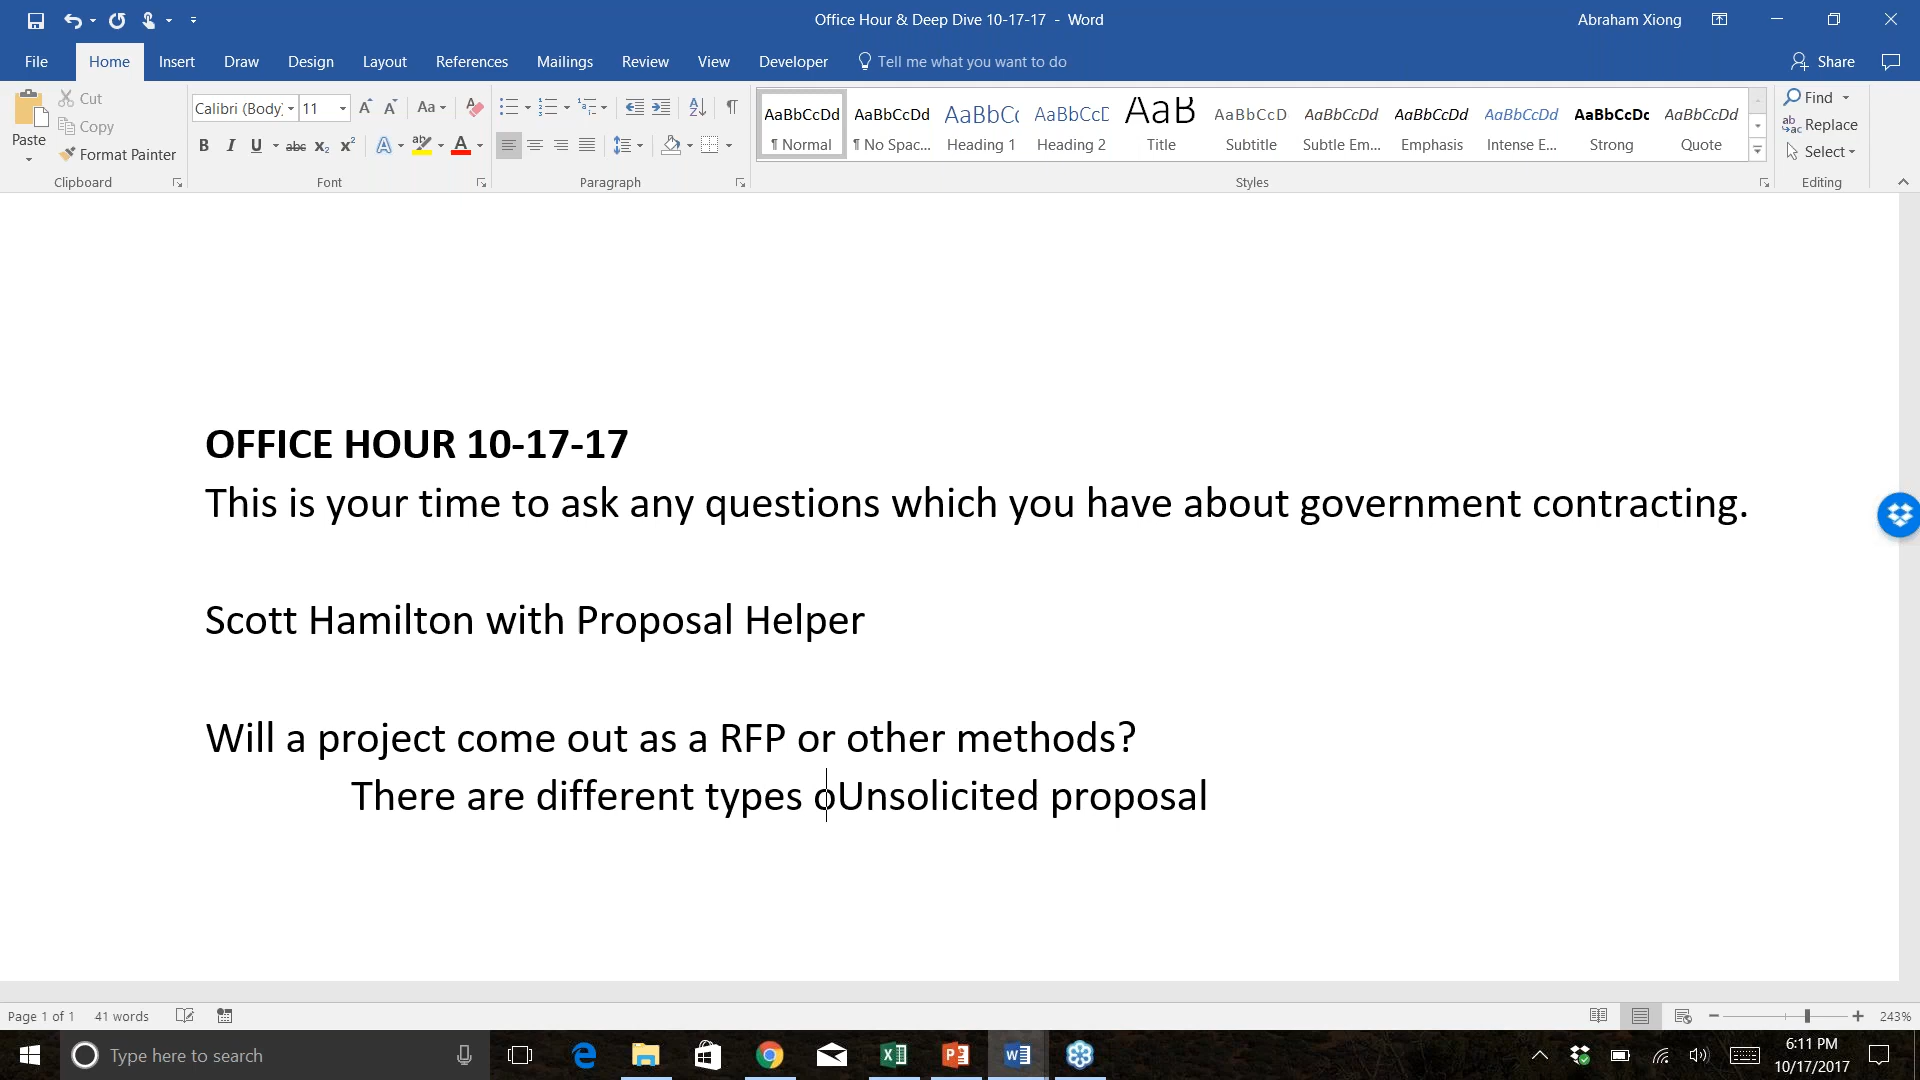 Office Hour & Deep Dive 10-17-17 - Word
Abraham Xiong
File Home Insert Draw Design Layout References Mailings Review View Developer Tell me what you want to do Share
Paste
Cut
Copy
Format Painter
Clipboard
Calibri (Body) 11
Aa
B I U abc X₂ X²
Font
Paragraph
AaBbCcDd AaBbCcDd AaBbCc AaBbCcD AaB AaBbCcD AaBbCcDd AaBbCcDd AaBbCcDd AaBbCcDc AaBbCcDd
¶ Normal ¶ No Spac... Heading 1 Heading 2 Title Subtitle Subtle Em... Emphasis Intense E... Strong Quote
Styles
Find
Replace
Select
Editing
OFFICE HOUR 10-17-17
This is your time to ask any questions which you have about government contracting.
Scott Hamilton with Proposal Helper
Will a project come out as a RFP or other methods?
There are different types oUnsolicited proposal
Page 1 of 1 41 words
243%
Type here to search
6:11 PM
10/17/2017